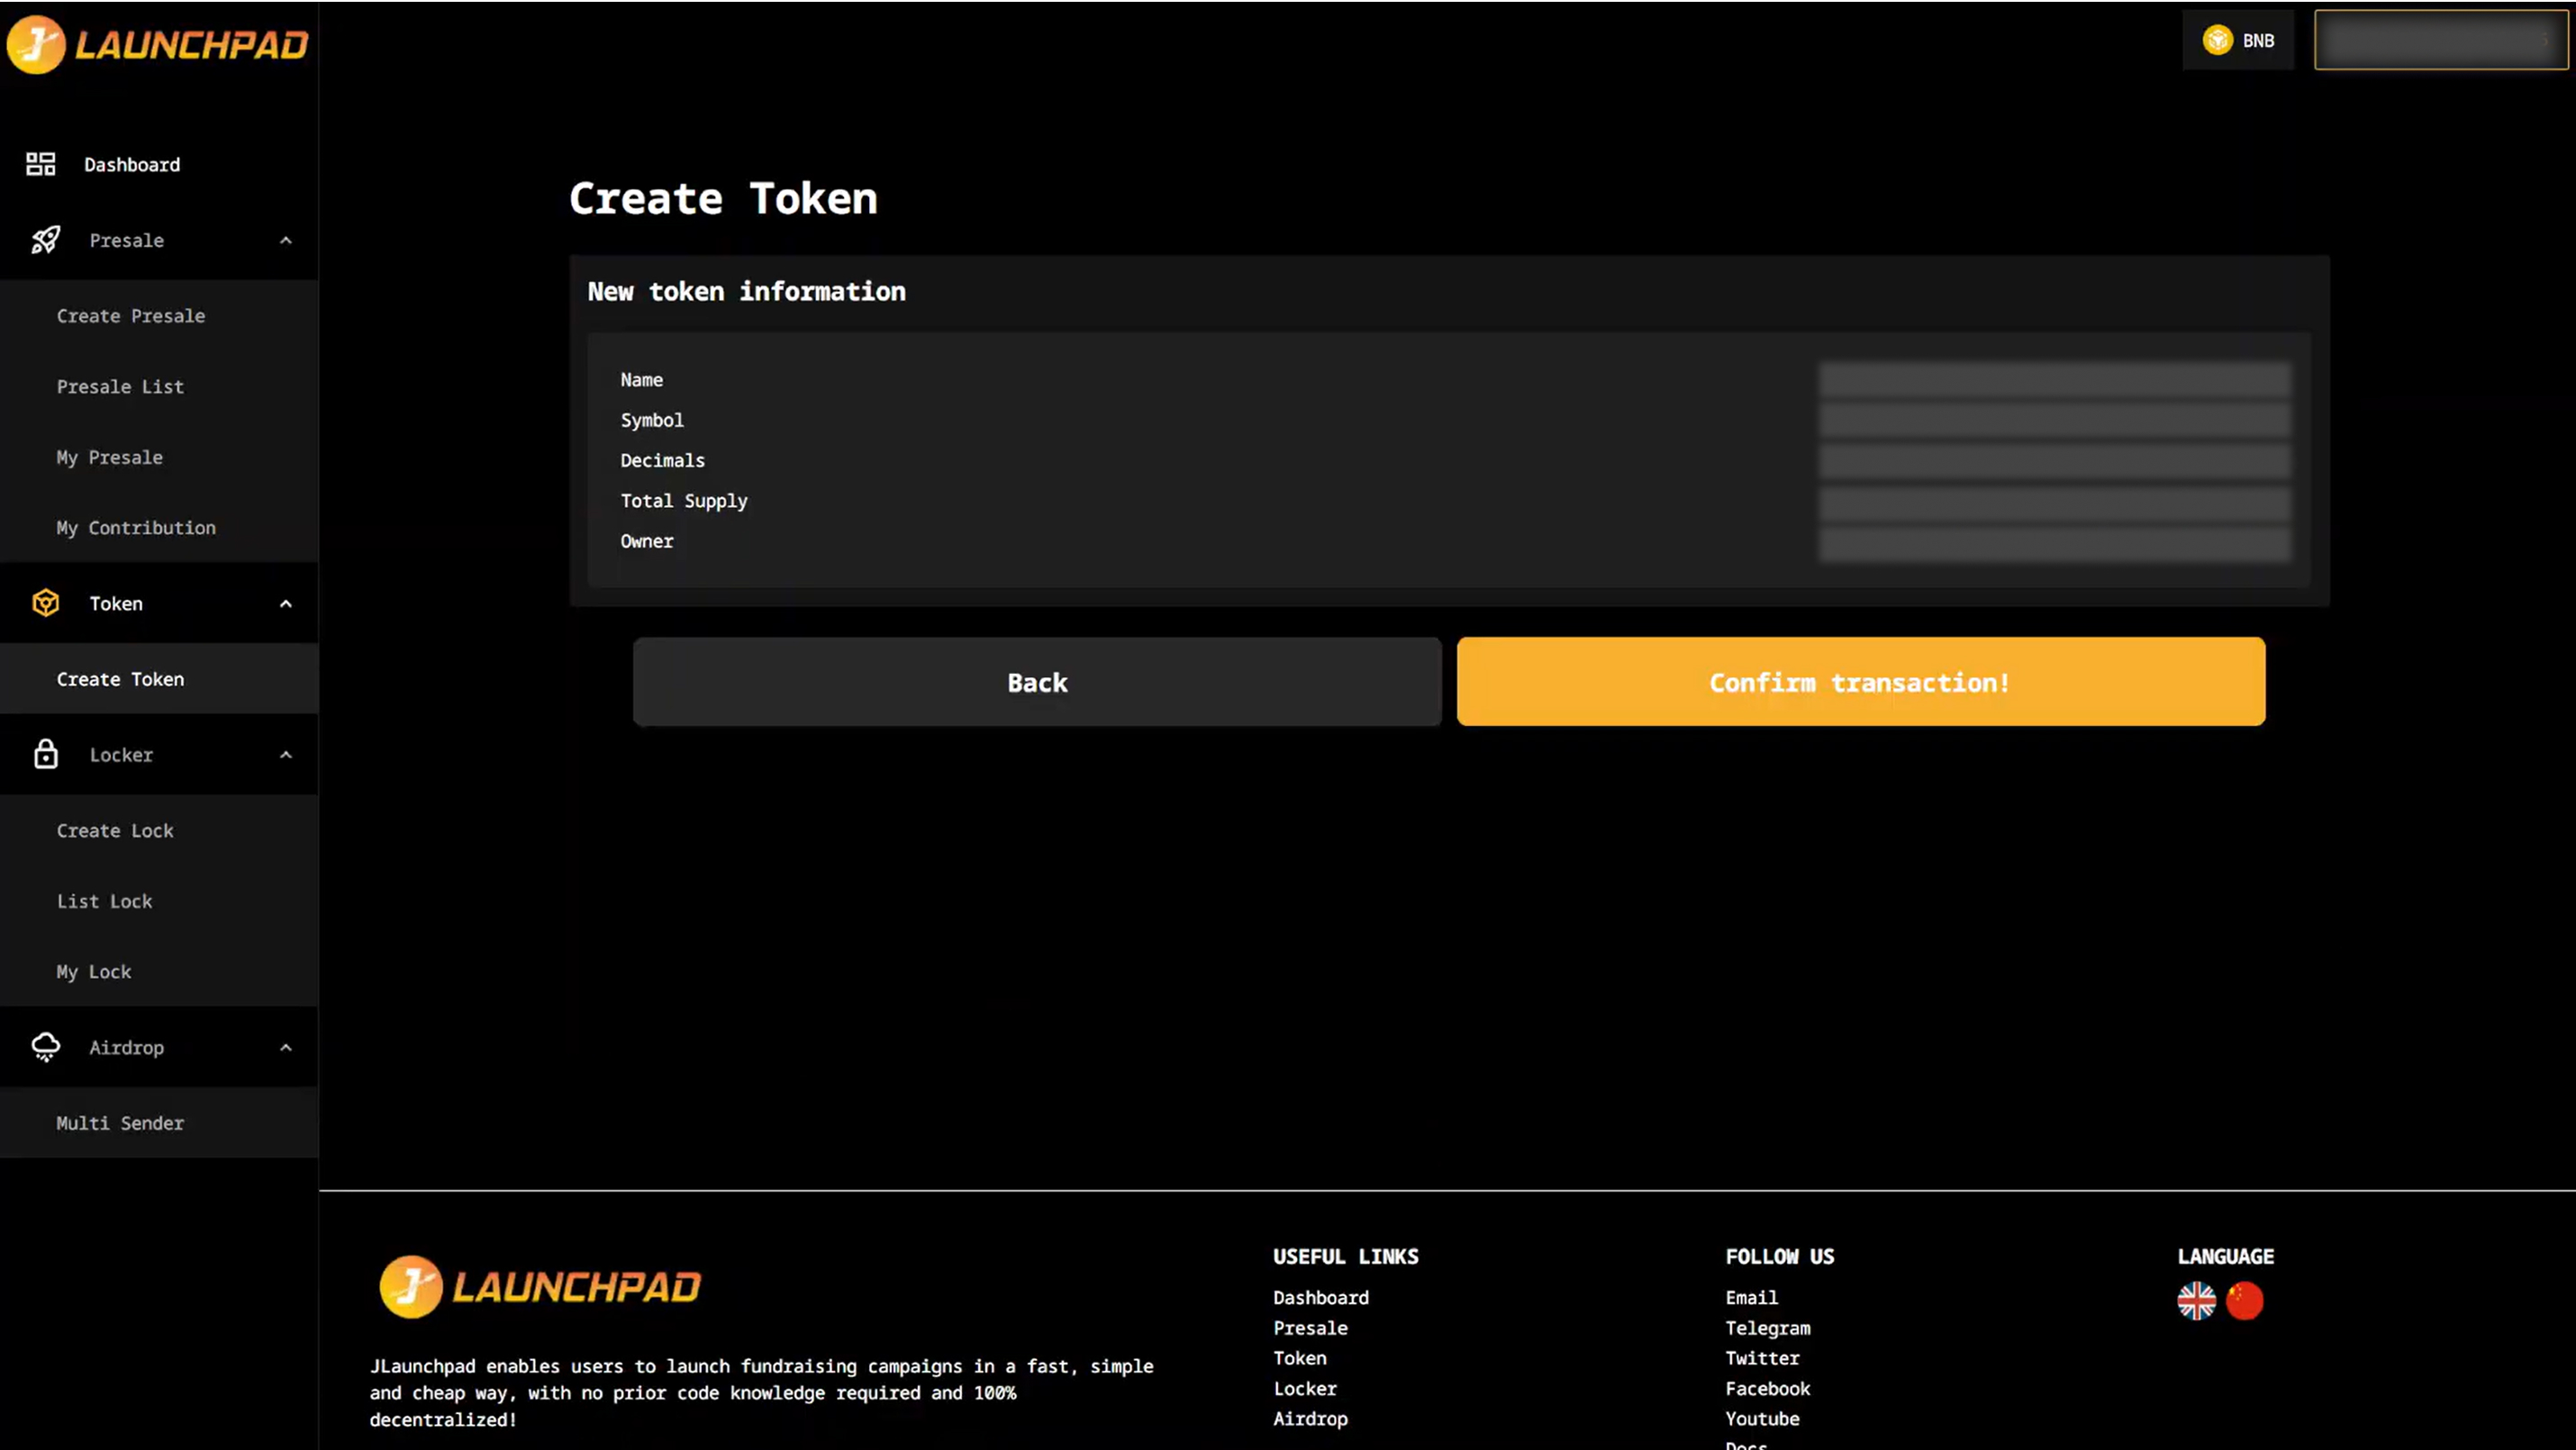 LAUNCHPAD
BNB
Dashboard
Presale
Create Presale
Presale List
My Presale
My Contribution
Token
Create Token
Locker
Create Lock
List Lock
My Lock
Airdrop
Multi Sender
Create Token
New token information
Name
Symbol
Decimals
Total Supply
Owner
Back
Confirm transaction!
LAUNCHPAD
JLaunchpad enables users to launch fundraising campaigns in a fast, simple
and cheap way, with no prior code knowledge required and 100%
decentralized!
USEFUL LINKS
Dashboard
Presale
Token
Locker
Airdrop
FOLLOW US
Email
Telegram
Twitter
Facebook
Youtube
Docs
LANGUAGE